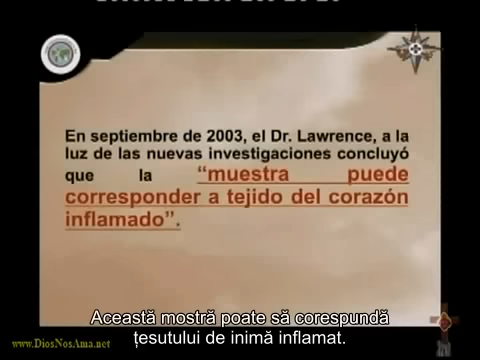 En septiembre de 2003, el Dr. Lawrence, a la
luz de las nuevas investigaciones concluyó
que la “muestra puede
corresponder a tejido del corazón
inflamado”.
Această mostră poate să corespundă
țesutului de inimă inflamat.
www.DiosNosAma.net